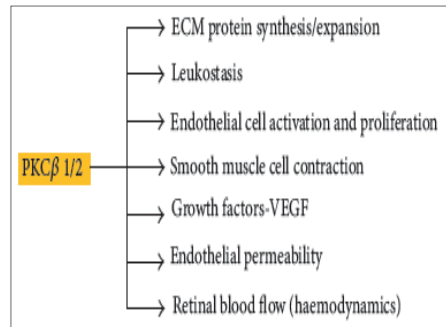 ECM protein synthesis/expansion
Leukostasis
Endothelial cell activation and proliferation
PKCβ 1/2
Smooth muscle cell contraction
Growth factors-VEGF
Endothelial permeability
Retinal blood flow (haemodynamics)